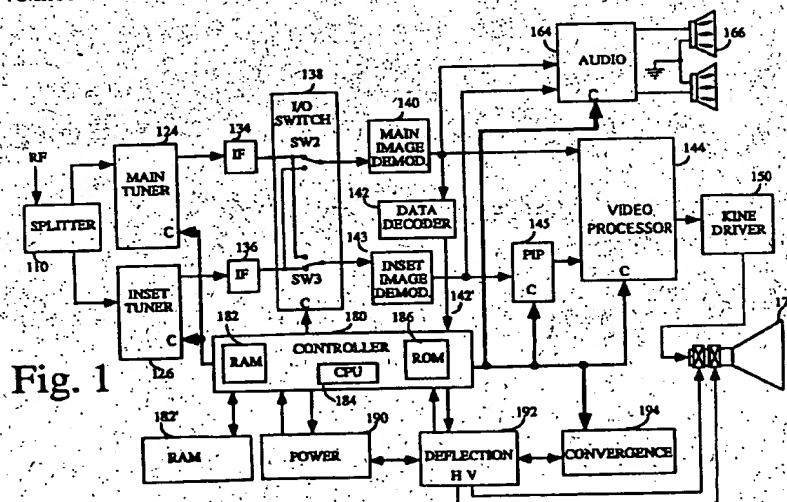 164
166
AUDIO
C
138
I/O
SWITCH
SW2
SW3
C
124
134
140
144
RF
MAIN
TUNER
C
IF
MAIN
IMAGE
DEMOD.
142
DATA
DECODER
VIDEO
PROCESSOR
C
150
KINE
DRIVER
SPLITTER
110
136
IF
143
INSET
IMAGE
DEMOD.
145
PIP
C
INSET
TUNER
C
126
142'
180
182
RAM
CONTROLLER
CPU
184
186
ROM
Fig. 1
182'
RAM
190
POWER
192
DEFLECTION
H V
194
CONVERGENCE